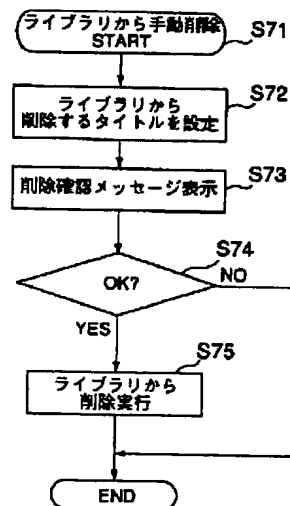 ライブラリから手動削除
START
S71
ライブラリから
削除するタイトルを設定
S72
削除確認メッセージ表示
S73
OK?
S74
NO
YES
ライブラリから
削除実行
S75
END